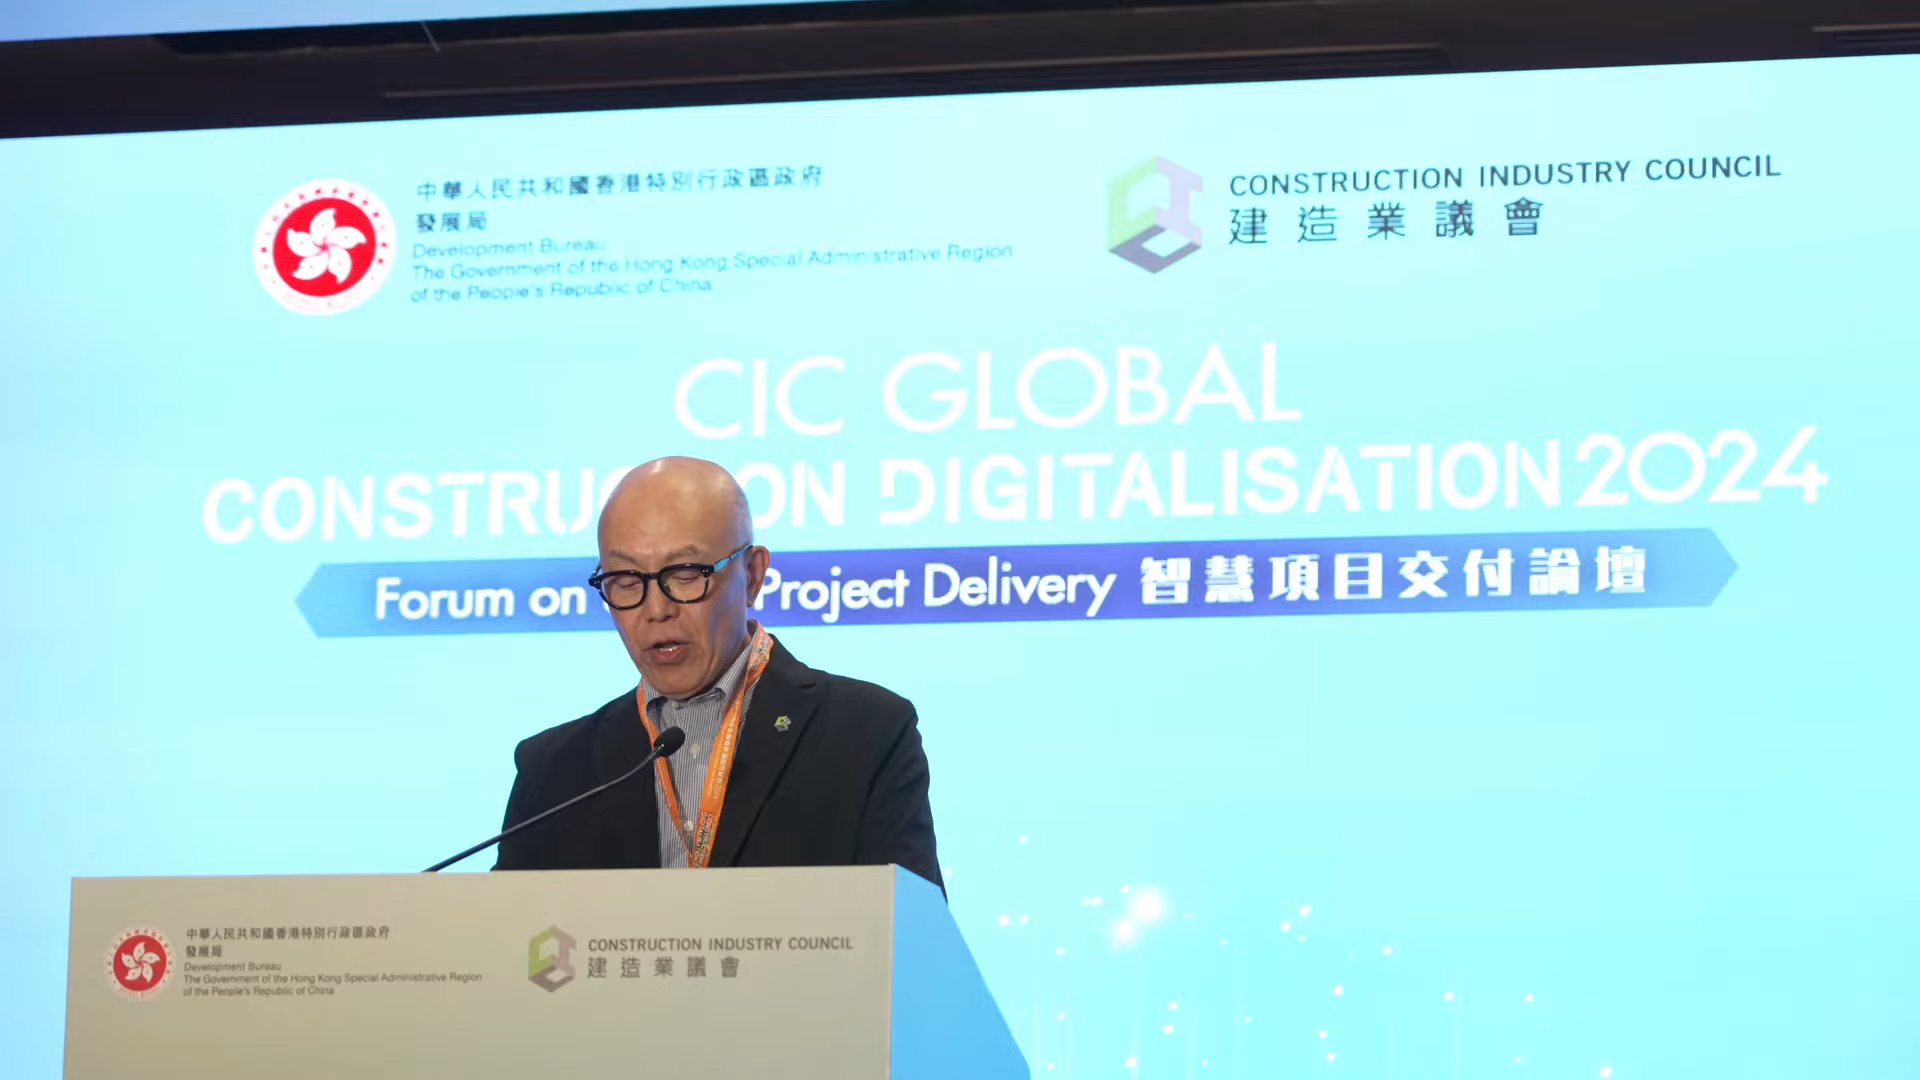 中華人民共和國香港特別行政區政府
發展局
Development Bureau
The Government of the Hong Kong Special Administrative Region
of the People's Republic of China
CONSTRUCTION INDUSTRY COUNCIL
建造業議會
CIC GLOBAL
CONSTRU ON DIGITALISATION 2024
Forum on Project Delivery 智慧項目交付論壇
中華人民共和國香港特別行政區政府
發展局
Development Bureau
The Government of the Hong Kong Special Administrative Region
of the People's Republic of China
CONSTRUCTION INDUSTRY COUNCIL
建造業議會